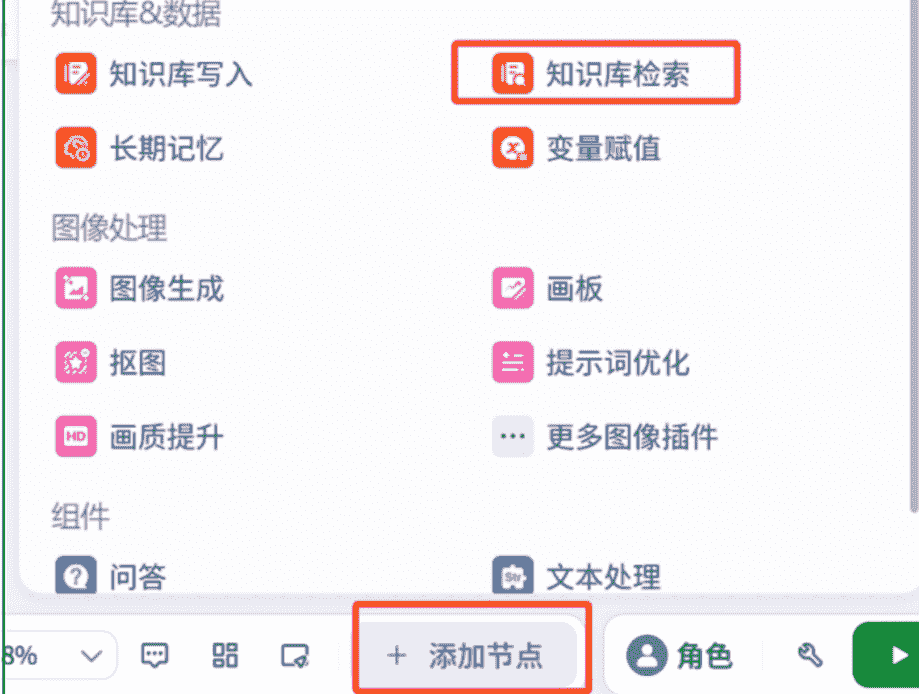 知识库&数据
知识库写入
知识库检索
长期记忆
变量赋值
图像处理
图像生成
画板
抠图
提示词优化
HD 画质提升
更多图像插件
组件
问答
Str 文本处理
8%
添加节点
角色